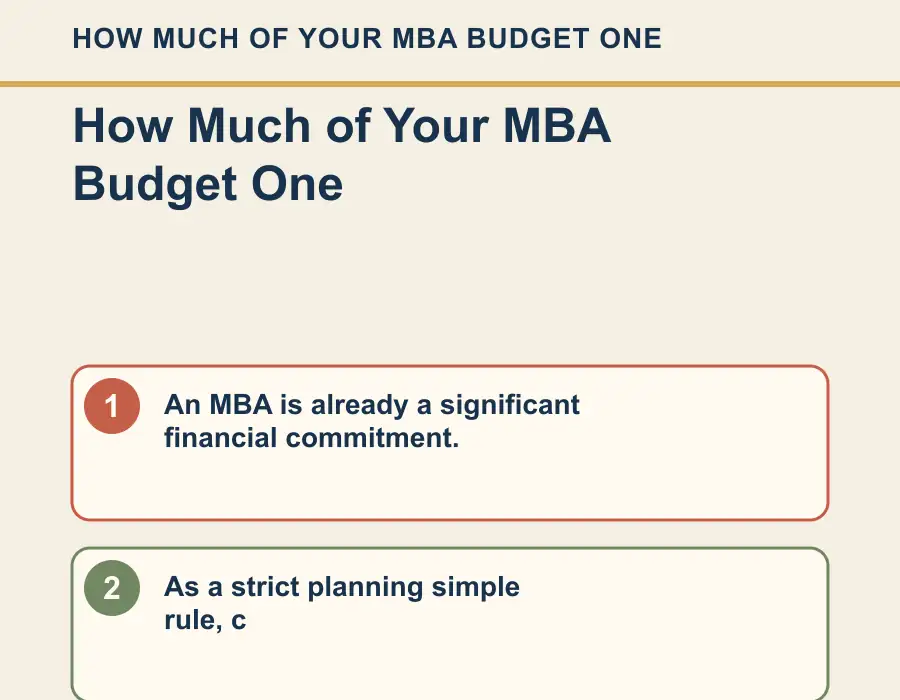 HOW MUCH OF YOUR MBA BUDGET ONE
How Much of Your MBA
Budget One
1
An MBA is already a significant
financial commitment.
2
As a strict planning simple
rule, c